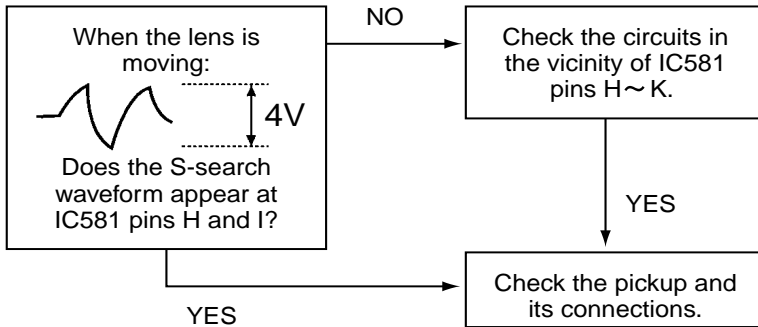 When the lens is
moving:
4V
Does the S-search
waveform appear at
IC581 pins H and I?
NO
Check the circuits in
the vicinity of IC581
pins H～K.
YES
Check the pickup and
its connections.
YES